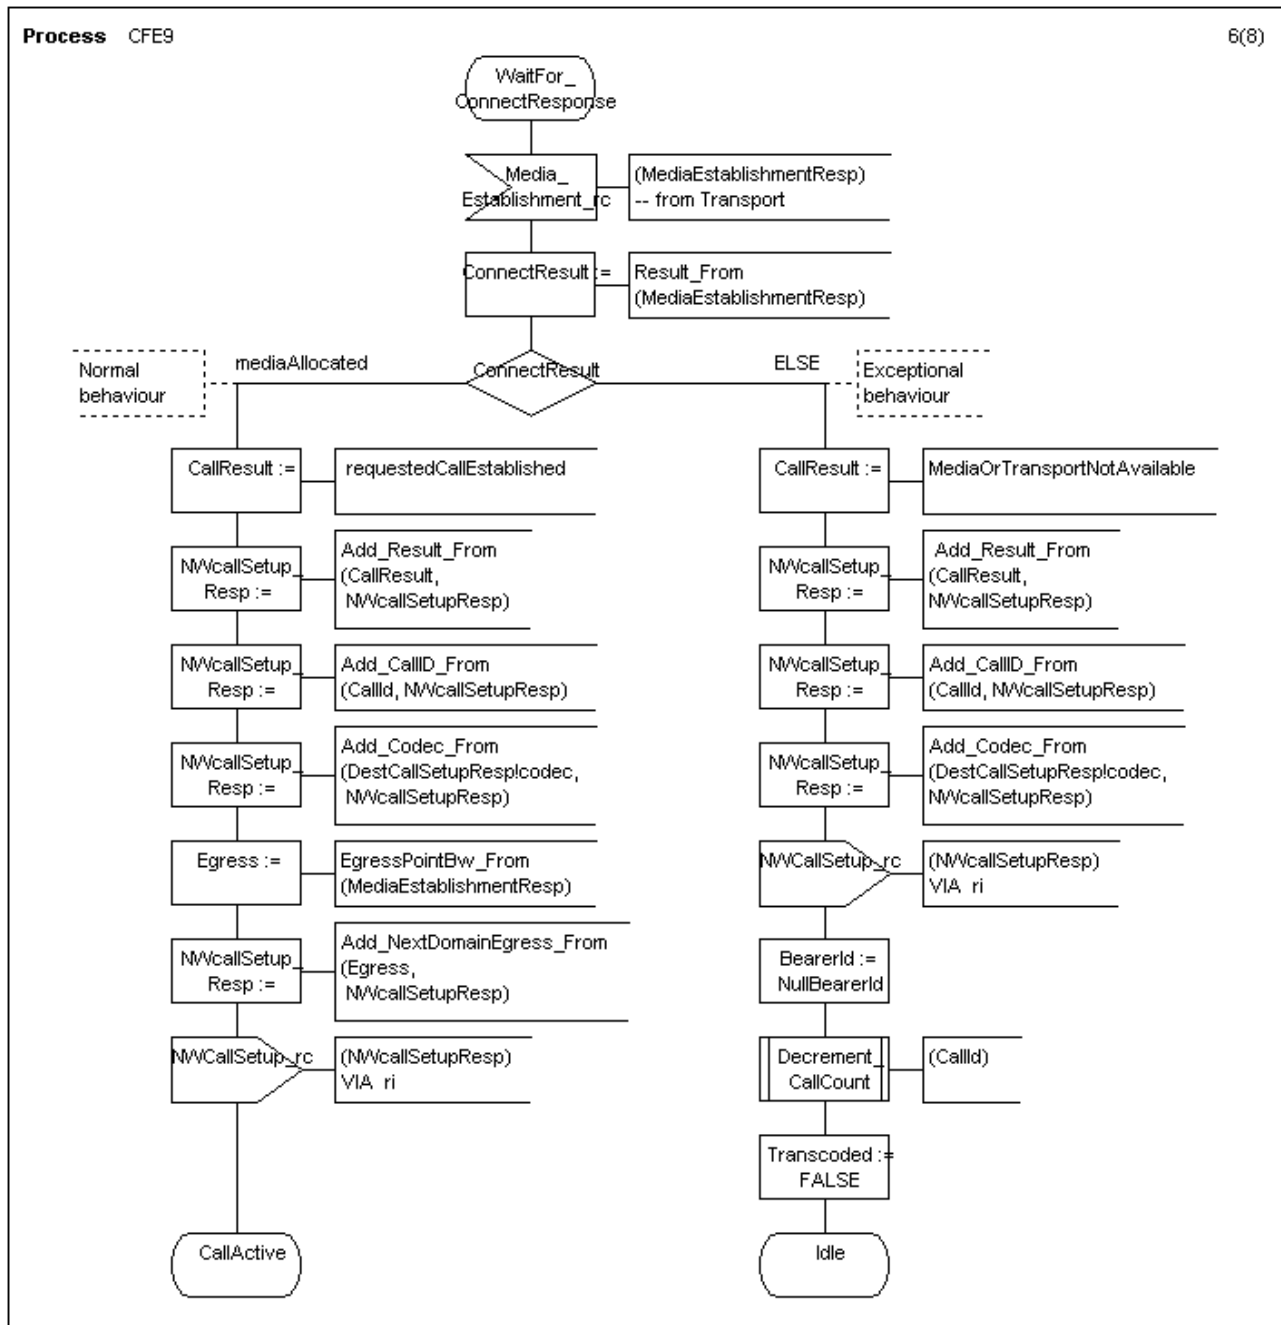 Process CFE9
6(8)
WaitFor_
ConnectResponse
Media_
Establishment_rc
(MediaEstablishmentResp)
-- from Transport
ConnectResult :=
Result_From
(MediaEstablishmentResp)
Normal
behaviour
mediaAllocated
ConnectResult
ELSE
Exceptional
behaviour
CallResult :=
requestedCallEstablished
CallResult :=
MediaOrTransportNotAvailable
NWcallSetup_
Resp :=
Add_Result_From
(CallResult,
NWcallSetupResp)
NWcallSetup_
Resp :=
Add_Result_From
(CallResult,
NWcallSetupResp)
NWcallSetup_
Resp :=
Add_CallID_From
(CallId, NWcallSetupResp)
NWcallSetup_
Resp :=
Add_CallID_From
(CallId, NWcallSetupResp)
NWcallSetup_
Resp :=
Add_Codec_From
(DestCallSetupResp!codec,
NWcallSetupResp)
NWcallSetup_
Resp :=
Add_Codec_From
(DestCallSetupResp!codec,
NWcallSetupResp)
Egress :=
EgressPointBw_From
(MediaEstablishmentResp)
NWCallSetup_rc
(NWcallSetupResp)
VIA ri
NWcallSetup_
Resp :=
Add_NextDomainEgress_From
(Egress,
NWcallSetupResp)
BearerId :=
NullBearerId
NWCallSetup_rc
(NWcallSetupResp)
VIA ri
Decrement_
CallCount
(CallId)
Transcoded :=
FALSE
CallActive
Idle